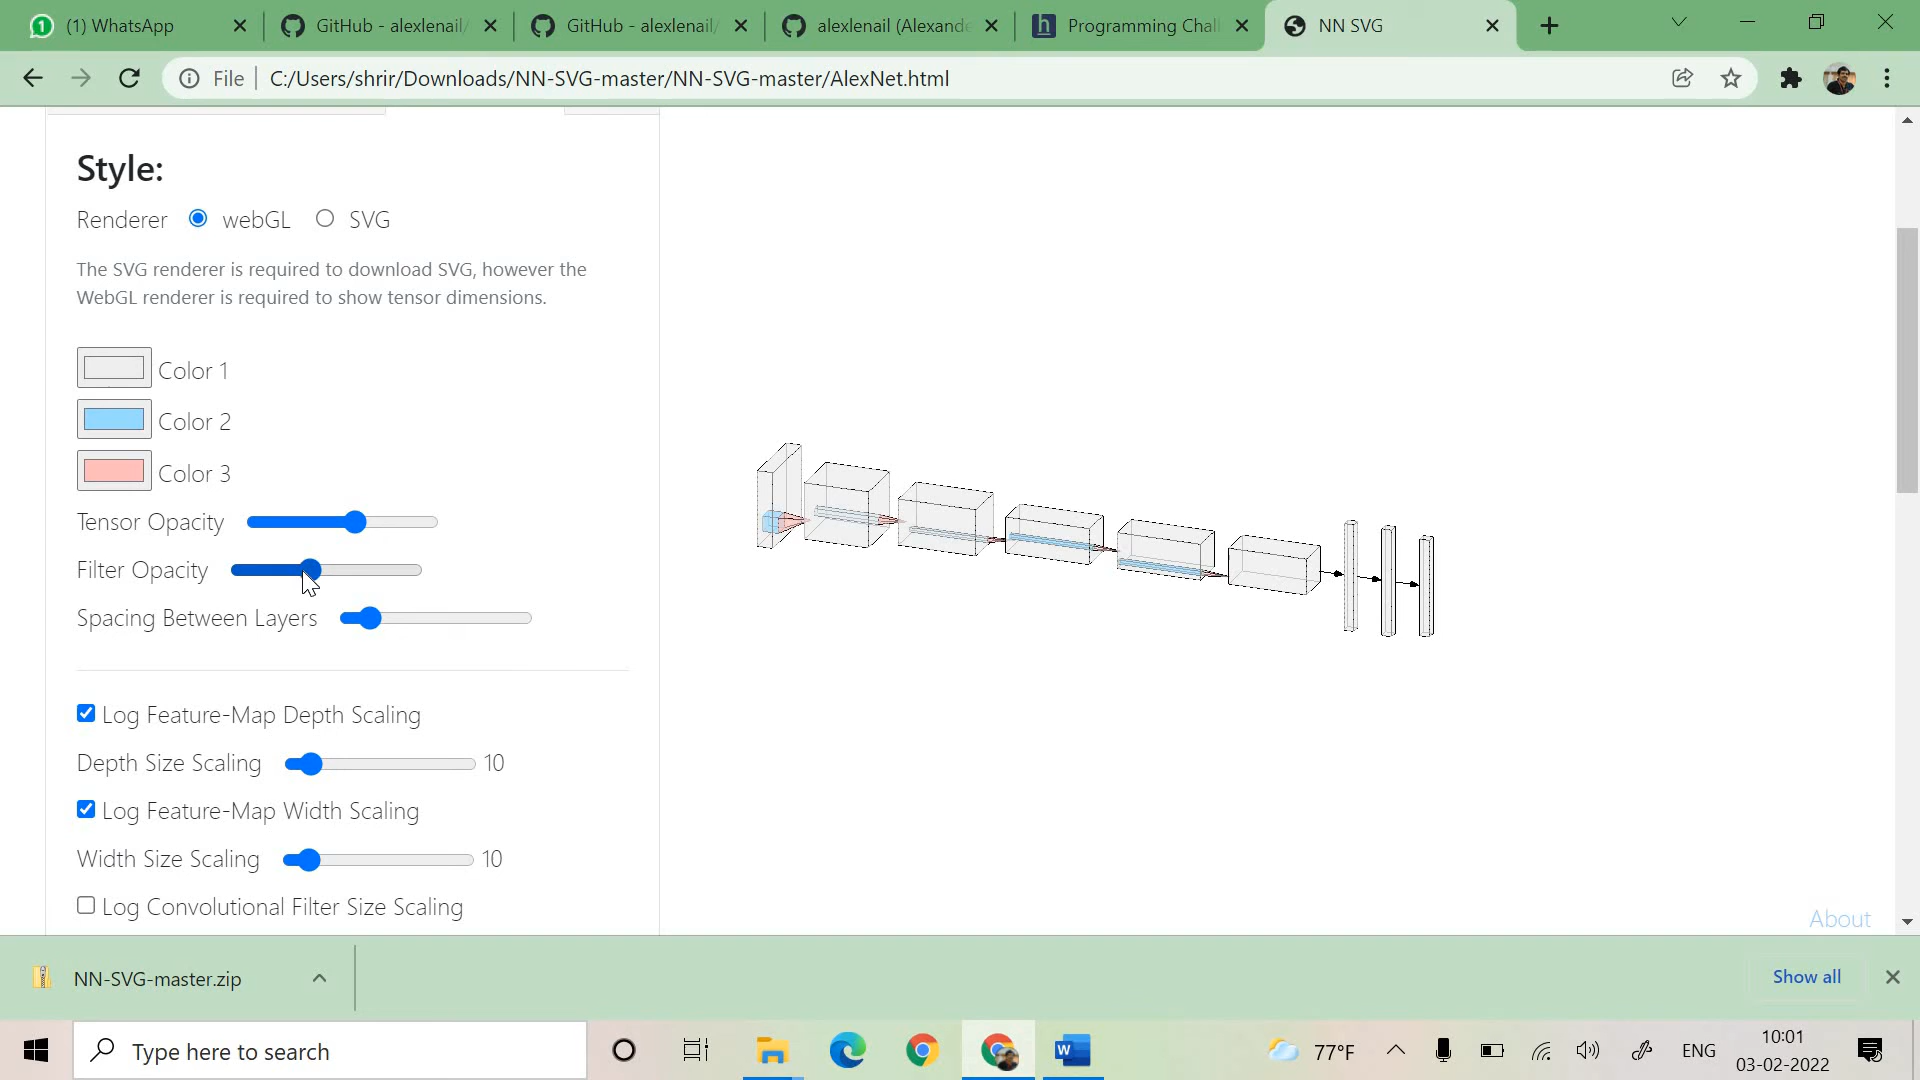 (1) WhatsApp
GitHub - alexlenail/
GitHub - alexlenail/
alexlenail (Alexande
Programming Chall
NN SVG
File
C:/Users/shrir/Downloads/NN-SVG-master/NN-SVG-master/AlexNet.html
Style:
Renderer webGL SVG
The SVG renderer is required to download SVG, however the
WebGL renderer is required to show tensor dimensions.
Color 1
Color 2
Color 3
Tensor Opacity
Filter Opacity
Spacing Between Layers
Log Feature-Map Depth Scaling
Depth Size Scaling 10
Log Feature-Map Width Scaling
Width Size Scaling 10
Log Convolutional Filter Size Scaling
About
NN-SVG-master.zip
Show all
Type here to search
77°F
ENG
10:01
03-02-2022